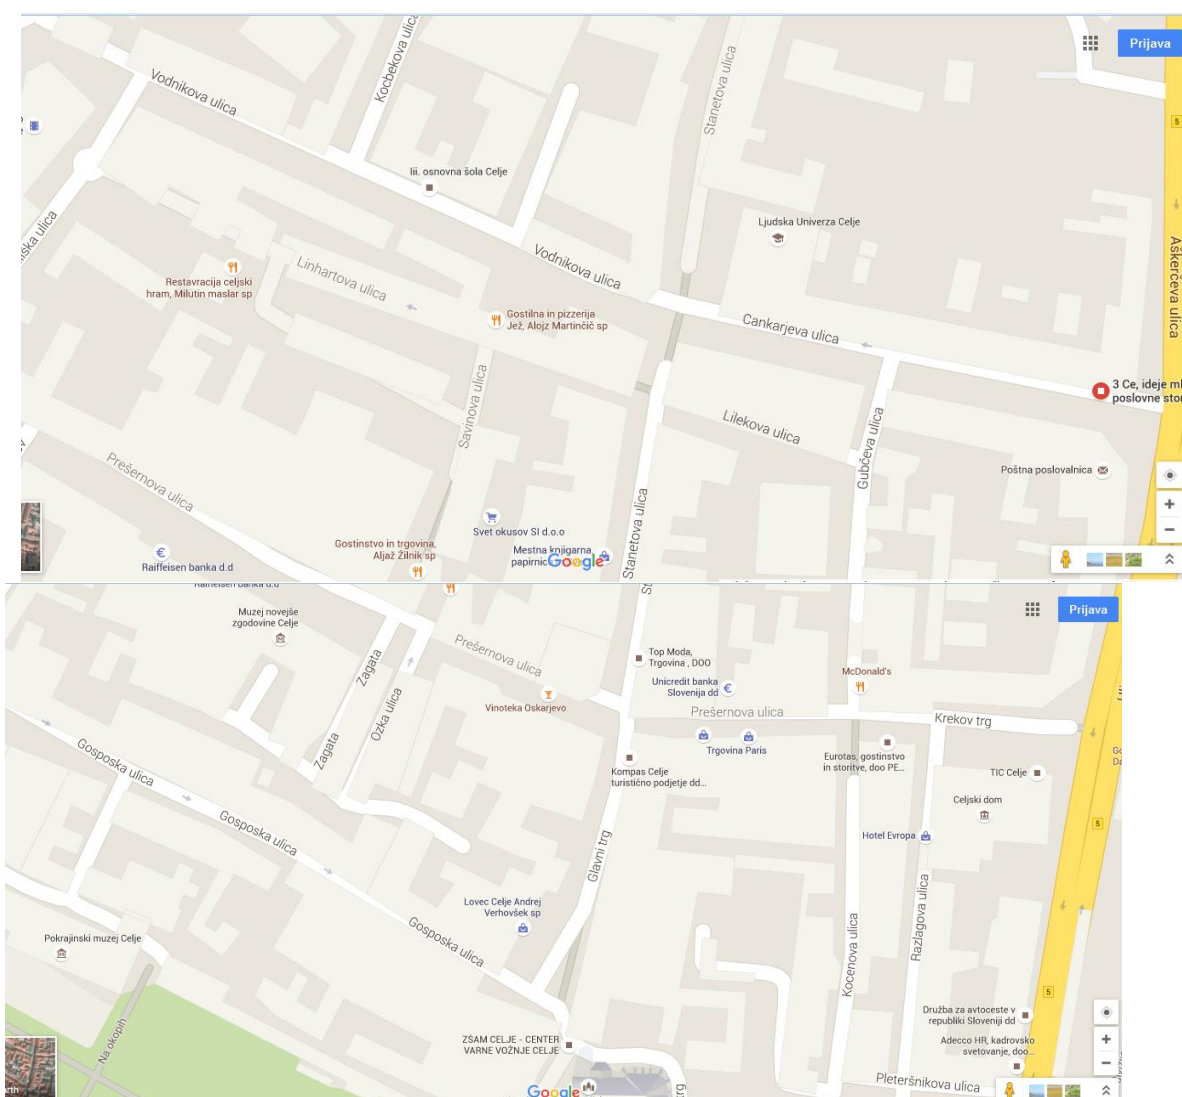 Prijava
Kocbekova ulica
Vodnikova ulica
Stanetova ulica
5
Iii. osnovna šola Celje
Ljudska Univerza Celje
Vodnikova ulica
Aškerčeva ulica
Linhartova ulica
Restavracija celjski
hram, Milutin maslar sp
Gostilna in pizzerija
Jež, Alojz Martinčič sp
Cankarjeva ulica
3 Ce, ideje ml
poslovne stor
Savinova ulica
Lilekova ulica
Gubčeva ulica
Prešernova ulica
Poštna poslovalnica
Stanetova ulica
Svet okusov SI d.o.o
Gostinstvo in trgovina,
Aljaž Žilnik sp
Mestna knjigarna,
papirnic
Google
Raiffeisen banka d.d
Raiffeisen banka d.d
Prijava
Muzej novejše
zgodovine Celje
Zagata
Prešernova ulica
Top Moda,
Trgovina , DOO
Unicredit banka
Slovenija dd
McDonald's
Ozka ulica
Vinoteka Oskarjevo
Prešernova ulica
Krekov trg
Zagata
Gosposka ulica
Trgovina Paris
Eurotas, gostinstvo
in storitve, doo PE...
Kompas Celje
turistično podjetje dd...
TIC Celje
Celjski dom
Gosposka ulica
Hotel Evropa
5
Glavni trg
Lovec Celje Andrej
Verhovšek sp
Gosposka ulica
Razlagova ulica
Kocenova ulica
Pokrajinski muzej Celje
5
Družba za avtoceste v
republiki Sloveniji dd
Na okopih
ZŠAM CELJE - CENTER
VARNE VOŽNJE CELJE
Adecco HR, kadrovsko
svetovanje, doo...
Pleteršnikova ulica
Google